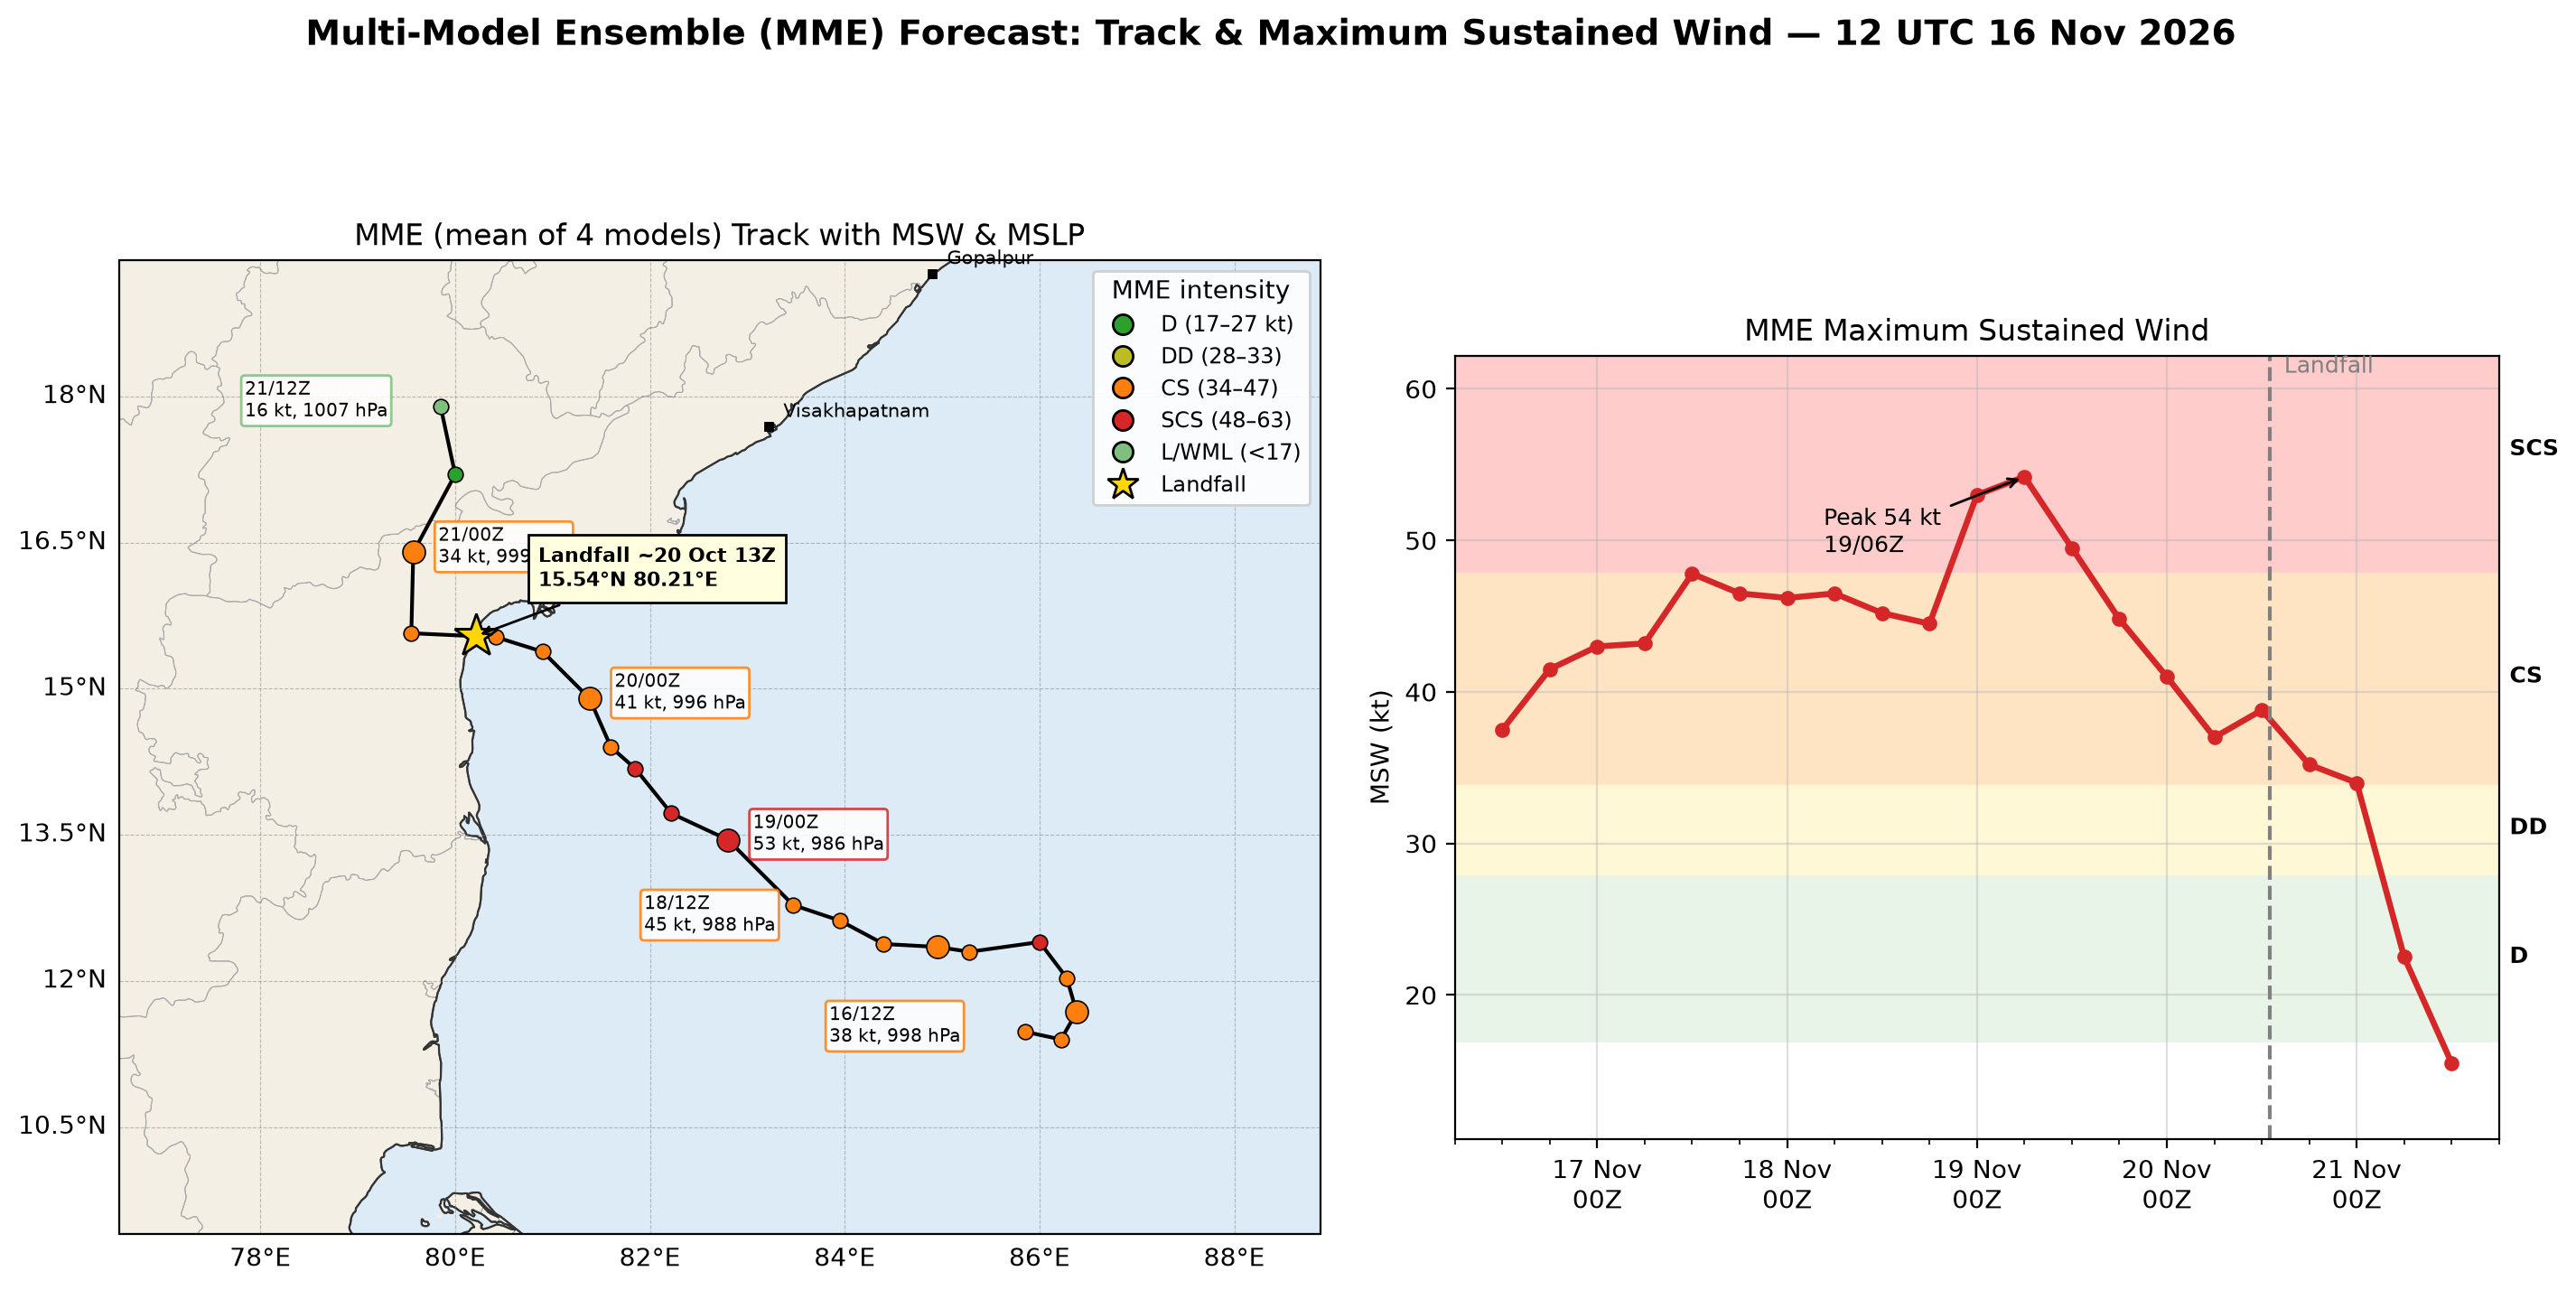 Multi-Model Ensemble (MME) Forecast: Track & Maximum Sustained Wind — 12 UTC 16 Nov 2026
MME (mean of 4 models) Track with MSW & MSLP
Gopalpur
MME intensity
D (17–27 kt)
DD (28–33)
CS (34–47)
SCS (48–63)
L/WML (<17)
Landfall
Visakhapatnam
21/12Z
16 kt, 1007 hPa
21/00Z
34 kt, 999
Landfall ~20 Oct 13Z
15.54°N 80.21°E
20/00Z
41 kt, 996 hPa
19/00Z
53 kt, 986 hPa
18/12Z
45 kt, 988 hPa
16/12Z
38 kt, 998 hPa
18°N
16.5°N
15°N
13.5°N
12°N
10.5°N
78°E
80°E
82°E
84°E
86°E
88°E
MME Maximum Sustained Wind
Landfall
Peak 54 kt
19/06Z
MSW (kt)
60
50
40
30
20
SCS
CS
DD
D
17 Nov
00Z
18 Nov
00Z
19 Nov
00Z
20 Nov
00Z
21 Nov
00Z